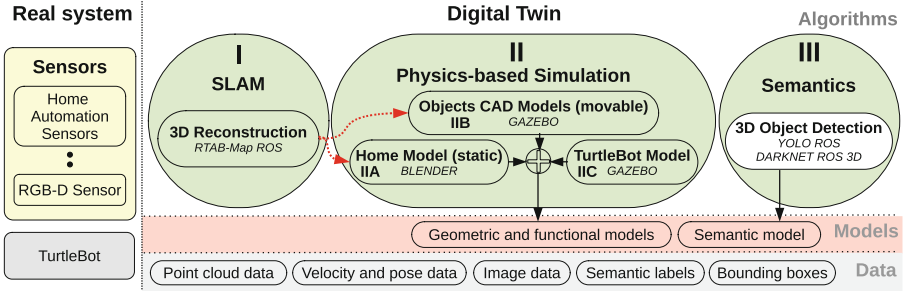 Real system
Digital Twin
Algorithms
Sensors
Home
Automation
Sensors
RGB-D Sensor
TurtleBot
I
SLAM
3D Reconstruction
RTAB-Map ROS
II
Physics-based Simulation
Objects CAD Models (movable)
IIB GAZEBO
Home Model (static)
IIA BLENDER
TurtleBot Model
IIC GAZEBO
III
Semantics
3D Object Detection
YOLO ROS
DARKNET ROS 3D
Geometric and functional models
Semantic model
Models
Point cloud data
Velocity and pose data
Image data
Semantic labels
Bounding boxes
Data